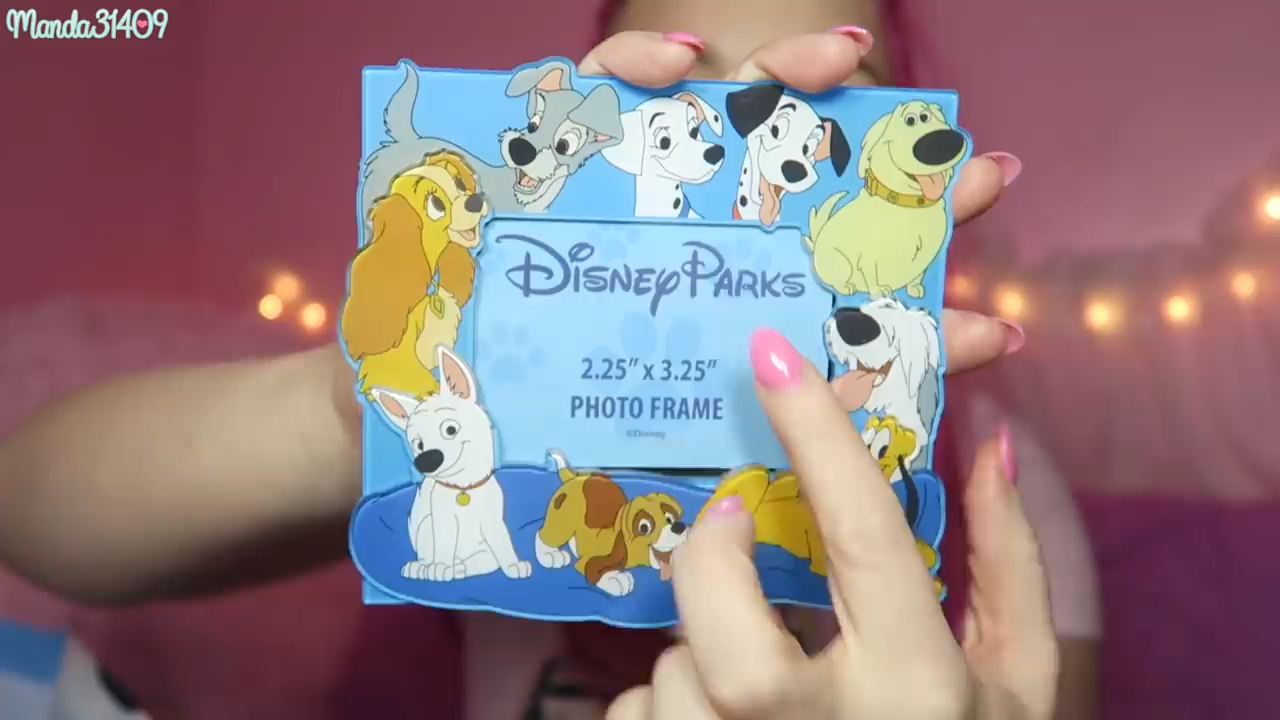 Manda31409
Disney Parks
2.25" x 3.25"
PHOTO FRAME
©Disney